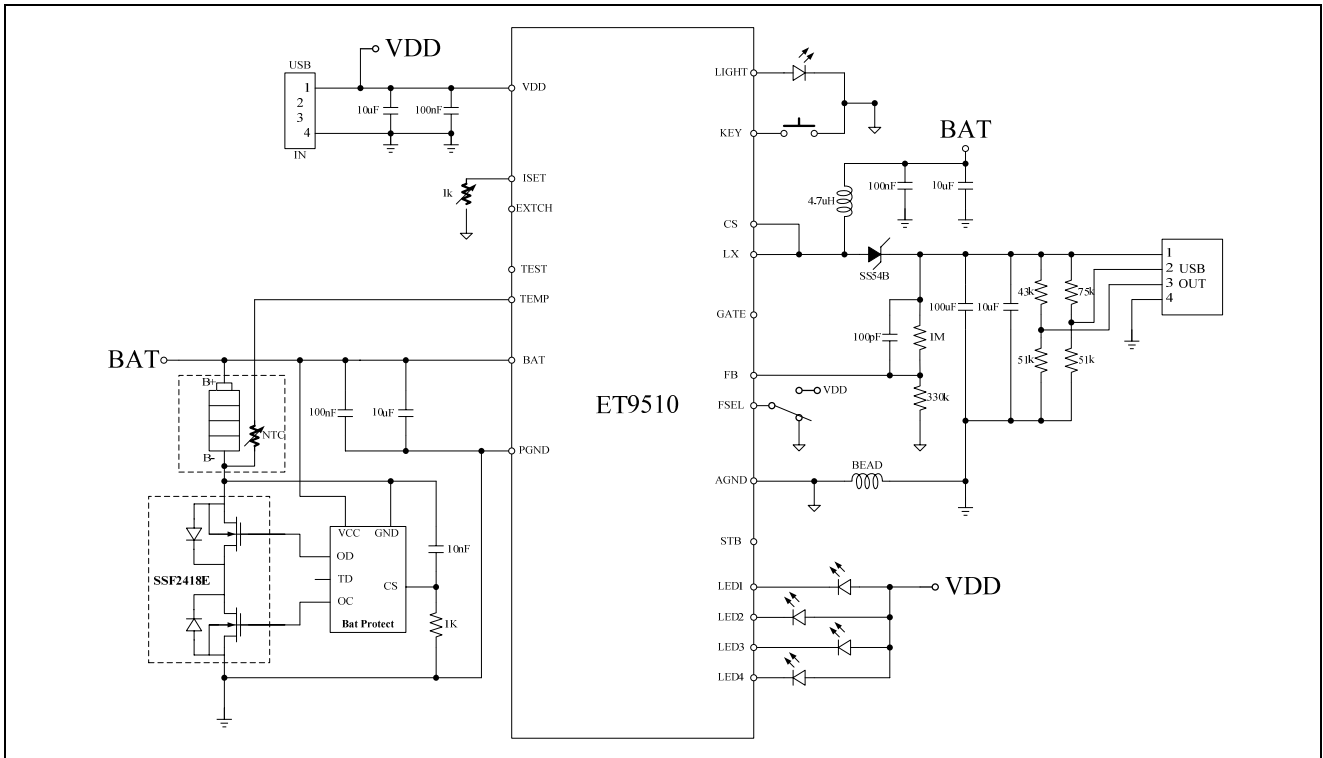 VDD
USB
1
2
3
4
IN
10uF
100nF
VDD
ISET
1k
EXTCH
TEST
TEMP
BAT
BAT
B+
B-
NTC
100nF
10uF
PGND
SSF2418E
VCC
GND
OD
TD
OC
CS
Bat Protect
10nF
1K
ET9510
LIGHT
KEY
BAT
4.7uH
100nF
10uF
CS
LX
SS54B
GATE
100pF
1M
100uF
10uF
43k
75k
51k
51k
1
2
3
4
USB
OUT
FB
330k
FSEL
VDD
AGND
BEAD
STB
LED1
LED2
LED3
LED4
VDD